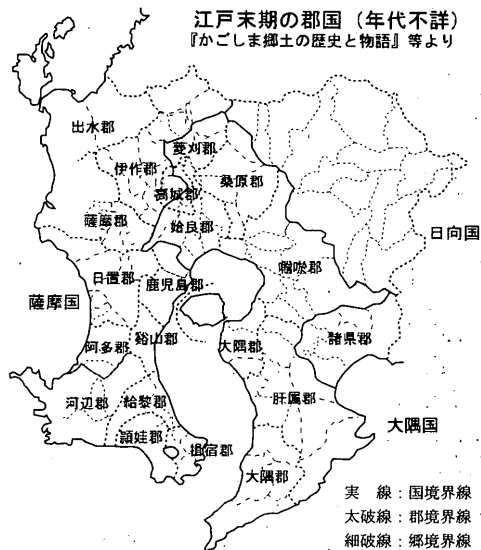 江戸末期の郡国（年代不詳）
『かごしま郷土の歴史と物語』等より
出水郡
菱刈郡
伊作郡
桑原郡
高城郡
薩摩郡
姶良郡
日向国
囎唹郡
日置郡
鹿児島郡
薩摩国
谿山郡
大隅郡
諸県郡
阿多郡
河辺郡
給黎郡
肝属郡
大隅国
頴娃郡
揖宿郡
大隅郡
実　線：国境界線
太破線：郡境界線
細破線：郷境界線